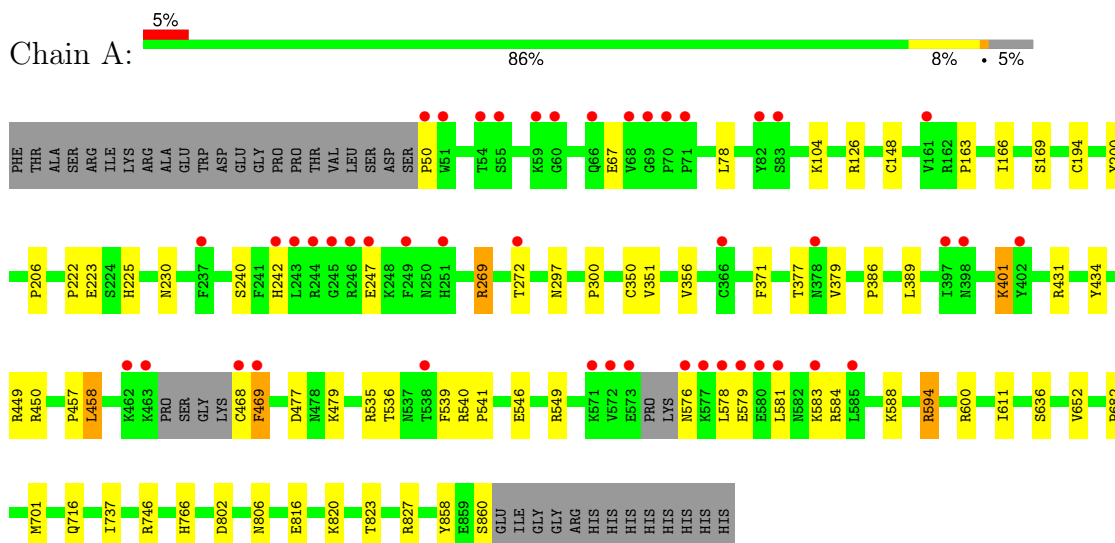 5%
Chain A:
86% 8% • 5%
PHE THR ALA SER ARG ILE LYS ARG ALA GLU TRP ASP GLU GLY PRO PRO THR VAL LEU SER ASP SER P50 W51 T54 S55 K59 G60 Q66 E67 V68 G69 P70 P71 L78 Y82 S83 K104 R126 C148 V161 R162 P163 I166 S169 C194
P206 P222 E223 S224 H225 N230 F237 S240 F241 H242 L243 R244 G245 R246 E247 K248 F249 N250 H251 R269 T272 N297 P300 C350 V351 V356 C366 F371 T377 N378 V379 P386 L389 I397 N398 K401 Y402 R431 Y434
R449 R450 P457 L458 K462 K463 PRO SER GLY LYS C468 F469 D477 N478 K479 R535 T536 N537 T538 F539 R540 P541 E546 R549 K571 V572 E573 PRO LYS N576 K577 L578 E579 E580 L581 N582 K583 R584 L585 K588 R594 R600 I611 S636 V652
M701 Q716 I737 R746 H766 D802 N806 E816 K820 T823 R827 Y858 E859 S860 GLU ILE GLY GLY ARG HIS HIS HIS HIS HIS HIS HIS HIS